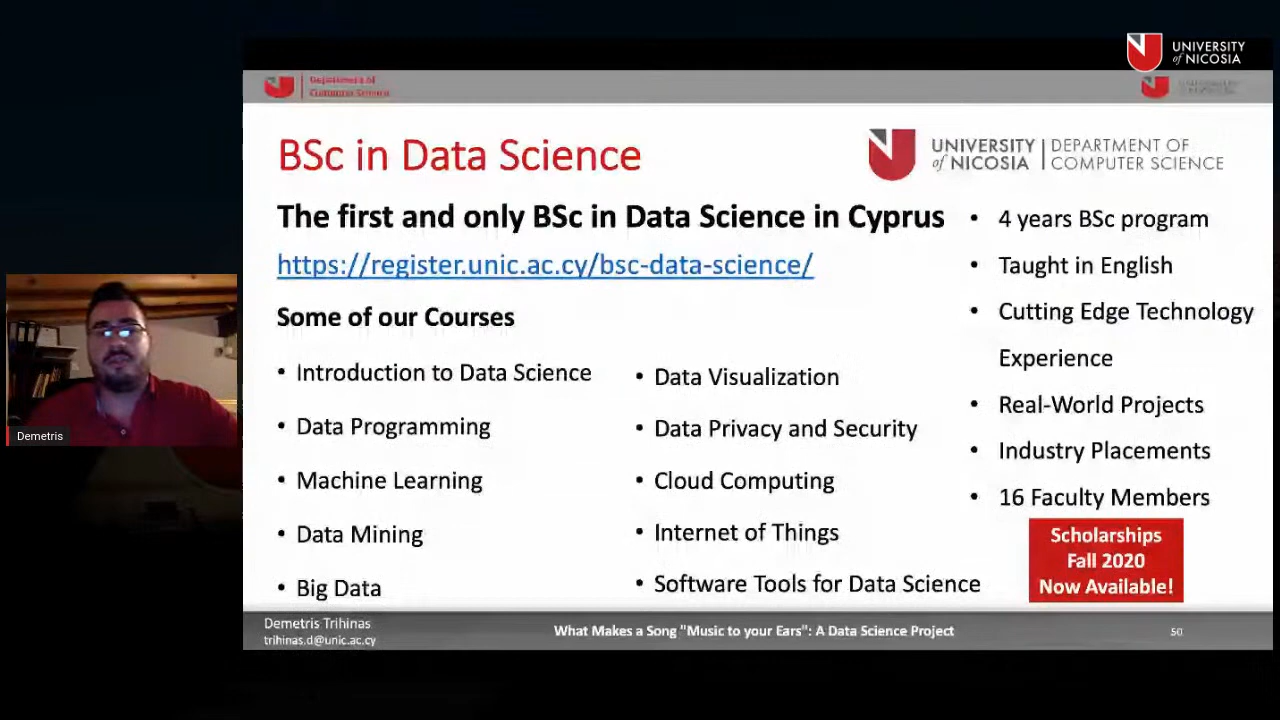 UNIVERSITY
of NICOSIA
Department of
Computer Science
BSc in Data Science
UNIVERSITY
of NICOSIA
DEPARTMENT OF
COMPUTER SCIENCE
The first and only BSc in Data Science in Cyprus
https://register.unic.ac.cy/bsc-data-science/
Some of our Courses
• Introduction to Data Science
• Data Programming
• Machine Learning
• Data Mining
• Big Data
• Data Visualization
• Data Privacy and Security
• Cloud Computing
• Internet of Things
• Software Tools for Data Science
• 4 years BSc program
• Taught in English
• Cutting Edge Technology
Experience
• Real-World Projects
• Industry Placements
• 16 Faculty Members
Scholarships
Fall 2020
Now Available!
Demetris
Demetris Trihinas
trihinas.d@unic.ac.cy
What Makes a Song "Music to your Ears": A Data Science Project
50